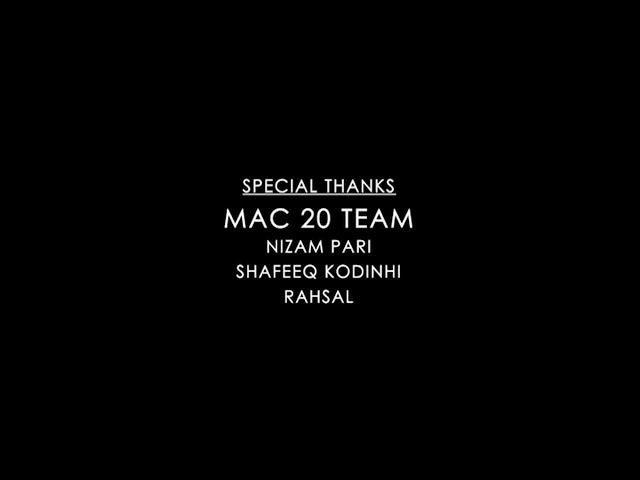 SPECIAL THANKS
MAC 20 TEAM
NIZAM PARI
SHAFEEQ KODINHI
RAHSAL